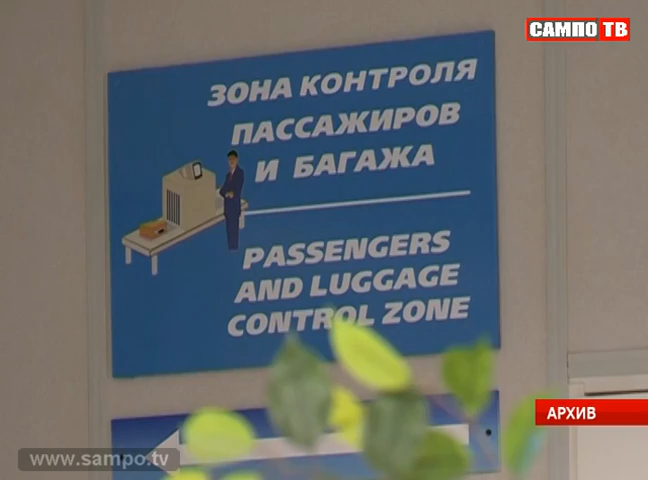 САМПО ТВ
ЗОНА КОНТРОЛЯ
ПАССАЖИРОВ
И БАГАЖА
PASSENGERS
AND LUGGAGE
CONTROL ZONE
АРХИВ
www.sampo.tv